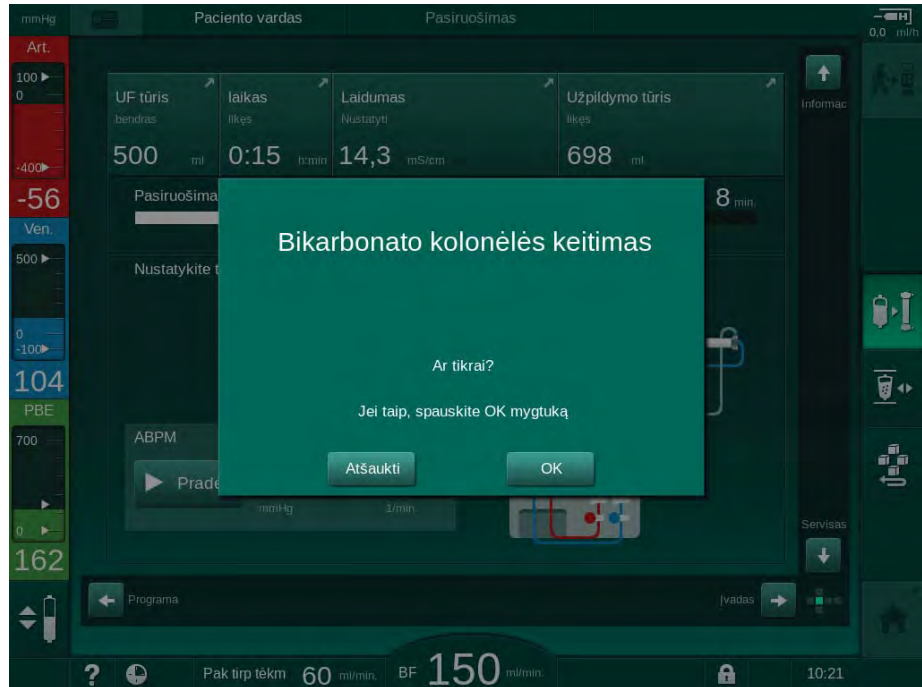 mmHg
Paciento vardas
Pasiruošimas
0,0 ml/h
Art.
100
0
-400
-56
Ven.
500
0
-100
104
PBE
700
0
162
UF tūris
bendras
500 ml
laikas
likęs
0:15 h:min
Laidumas
Nustatyti
14,3 mS/cm
Užpildymo tūris
likęs
698 ml
Informac
Pasiruošima
8 min.
Nustatykite t
Bikarbonato kolonėlės keitimas
Ar tikrai?
Jei taip, spauskite OK mygtuką
Atšaukti
OK
ABPM
Prade
mmHg
1/min.
Servisas
Programa
Įvadas
?
Pak tirp tėkm 60 ml/min.
BF 150 ml/min.
10:21